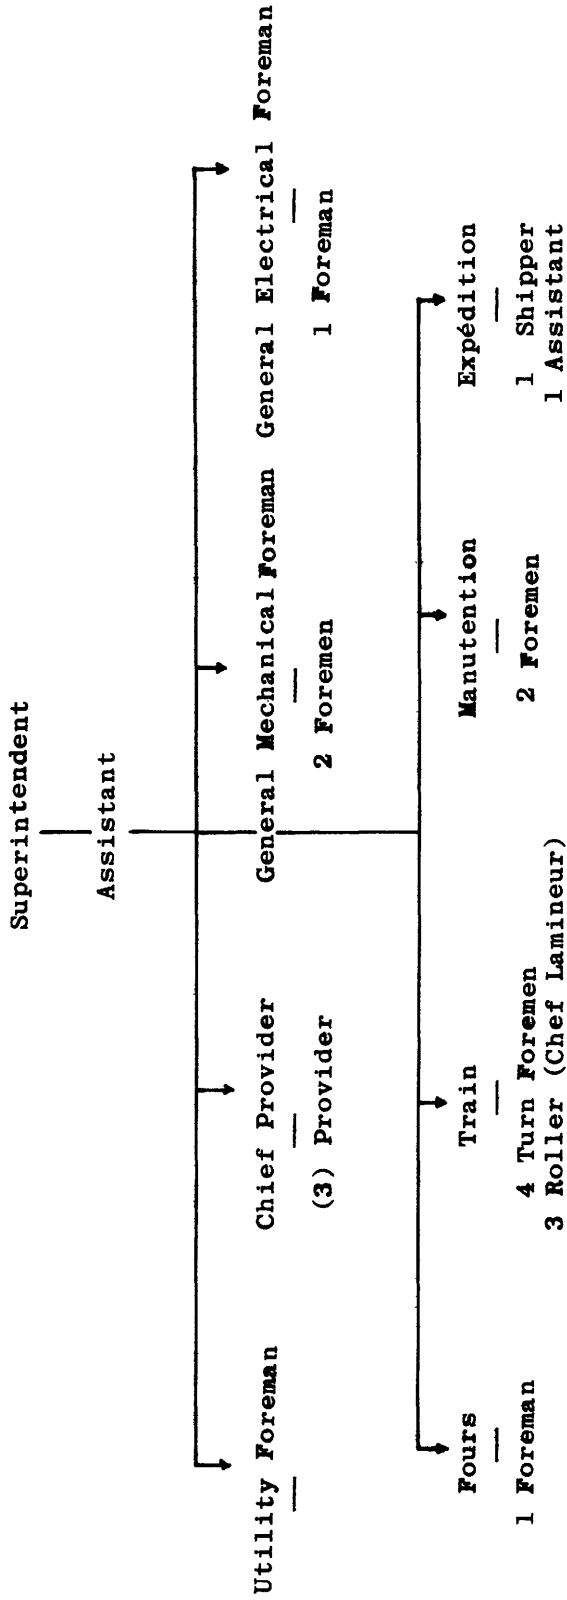 Superintendent
Assistant
Utility Foreman
Chief Provider
(3) Provider
General Mechanical Foreman
2 Foremen
General Electrical Foreman
1 Foreman
Fours
1 Foreman
Train
4 Turn Foremen
3 Roller (Chef Lamineur)
Manutention
2 Foremen
Expédition
1 Shipper
1 Assistant